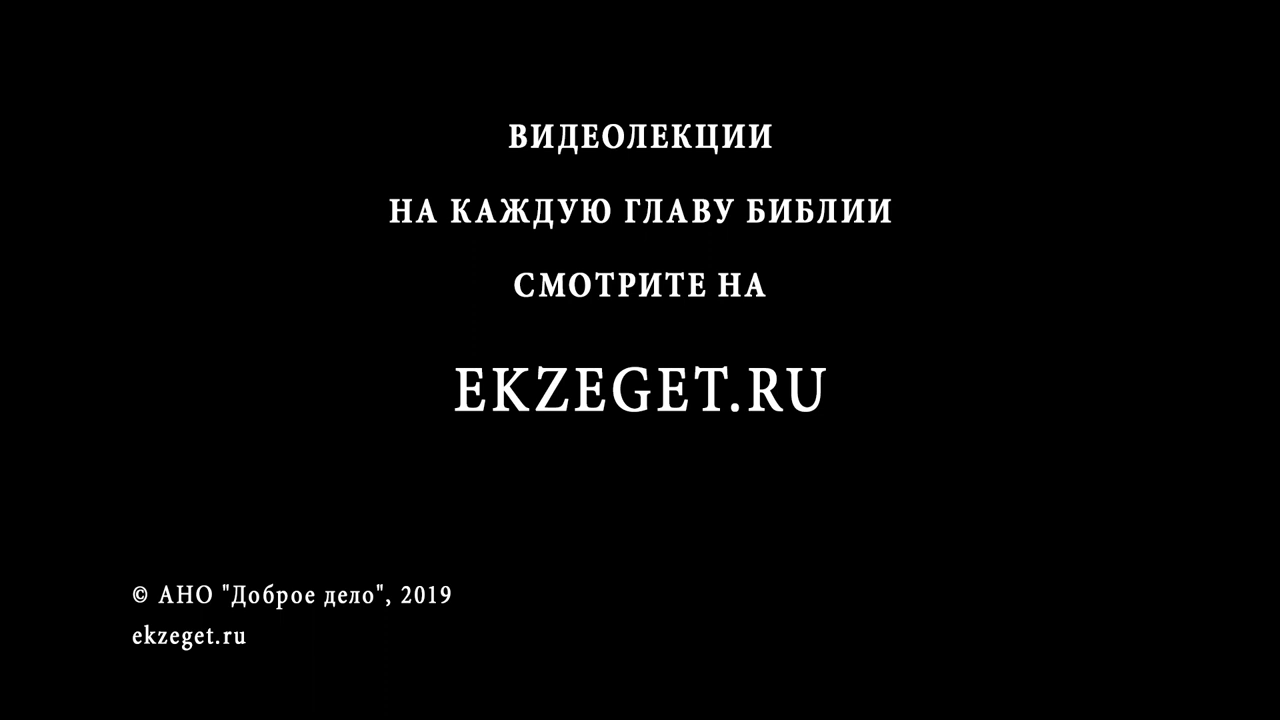 ВИДЕОЛЕКЦИИ
НА КАЖДУЮ ГЛАВУ БИБЛИИ
СМОТРИТЕ НА
EKZEGET.RU
© АНО "Доброе дело", 2019
ekzeget.ru